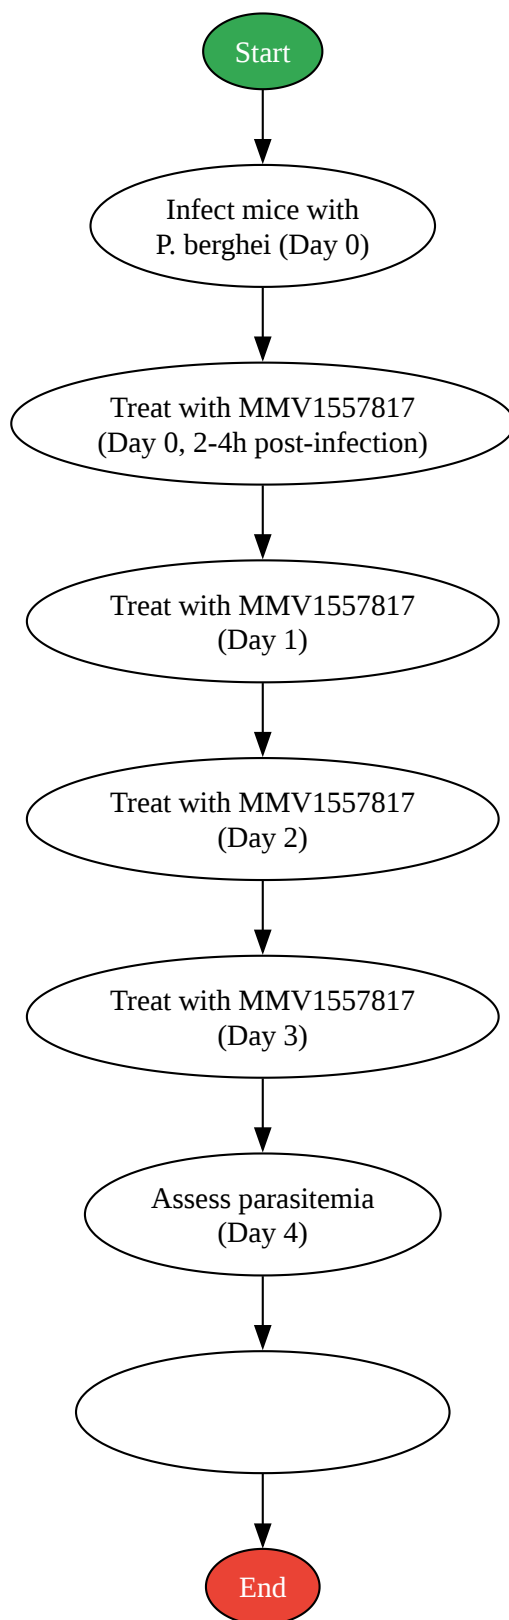 Start
Infect mice with
P. berghei (Day 0)
Treat with MMV1557817
(Day 0, 2-4h post-infection)
Treat with MMV1557817
(Day 1)
Treat with MMV1557817
(Day 2)
Treat with MMV1557817
(Day 3)
Assess parasitemia
(Day 4)
End